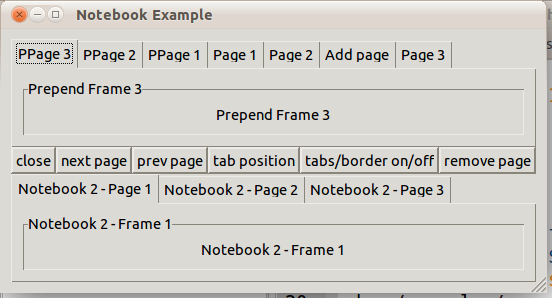 Notebook Example
PPage 3 PPage 2 PPage 1 Page 1 Page 2 Add page Page 3
Prepend Frame 3
Prepend Frame 3
close next page prev page tab position tabs/border on/off remove page
Notebook 2 - Page 1 Notebook 2 - Page 2 Notebook 2 - Page 3
Notebook 2 - Frame 1
Notebook 2 - Frame 1